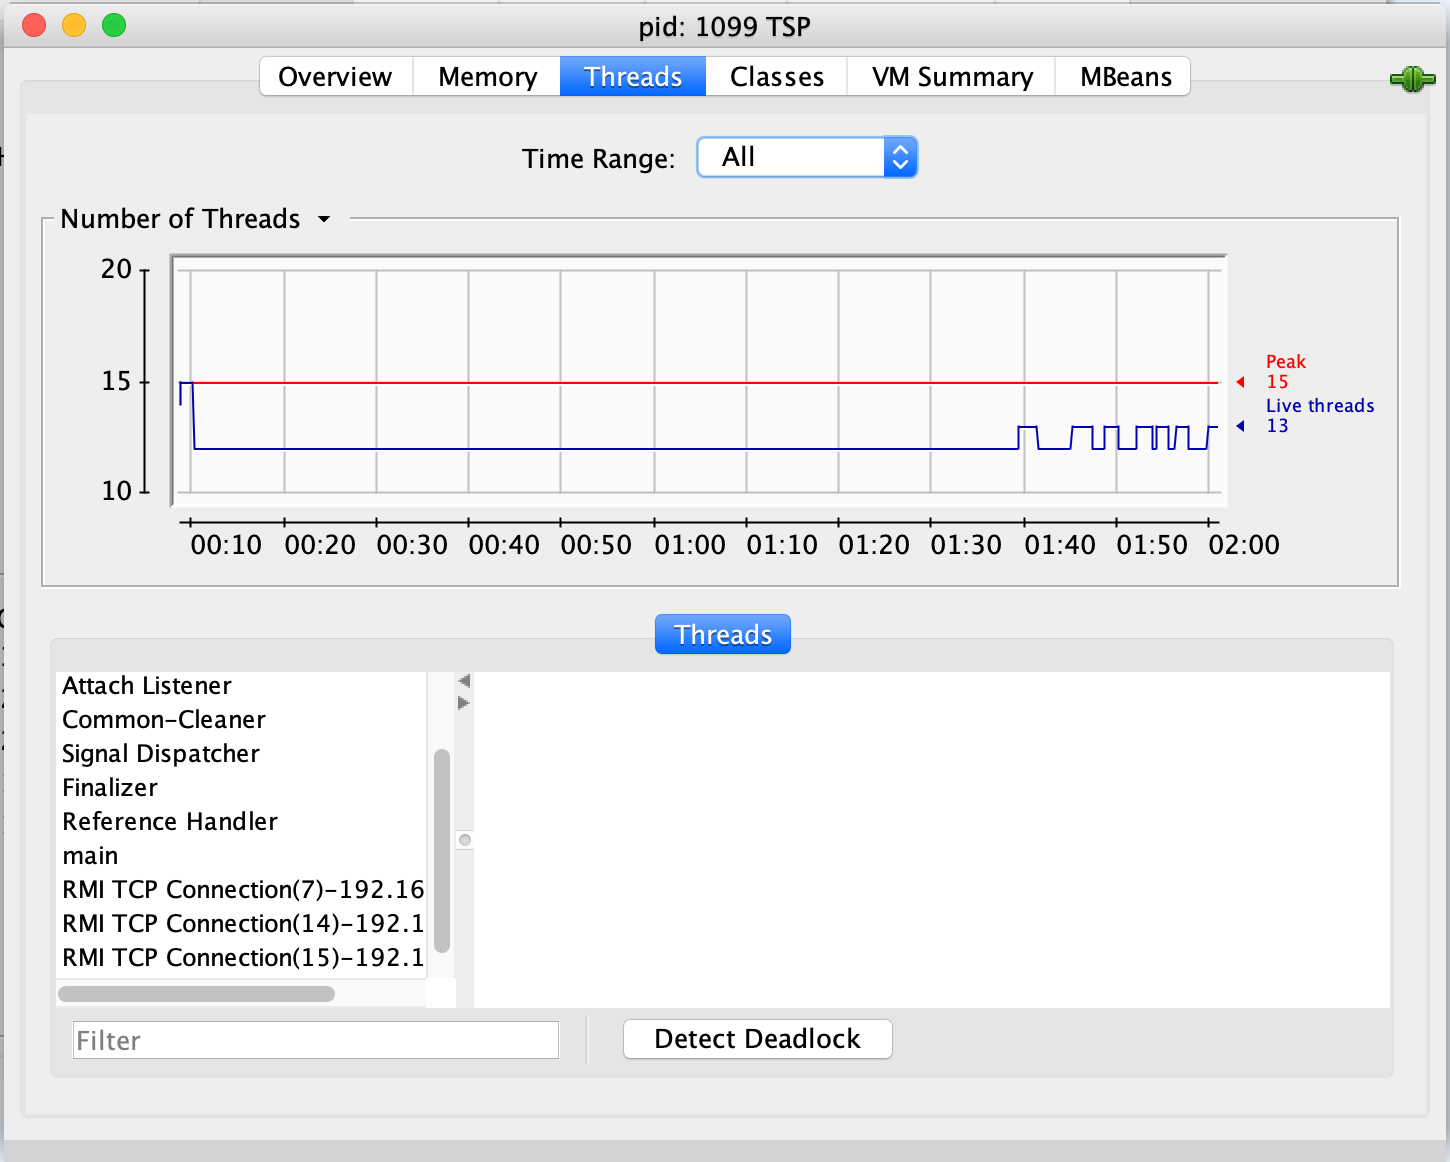 pid: 1099 TSP
Overview Memory Threads Classes VM Summary MBeans
Time Range: All
Number of Threads
20
15
10
Peak
15
Live threads
13
00:10 00:20 00:30 00:40 00:50 01:00 01:10 01:20 01:30 01:40 01:50 02:00
Threads
Attach Listener
Common-Cleaner
Signal Dispatcher
Finalizer
Reference Handler
main
RMI TCP Connection(7)-192.16
RMI TCP Connection(14)-192.1
RMI TCP Connection(15)-192.1
Filter
Detect Deadlock